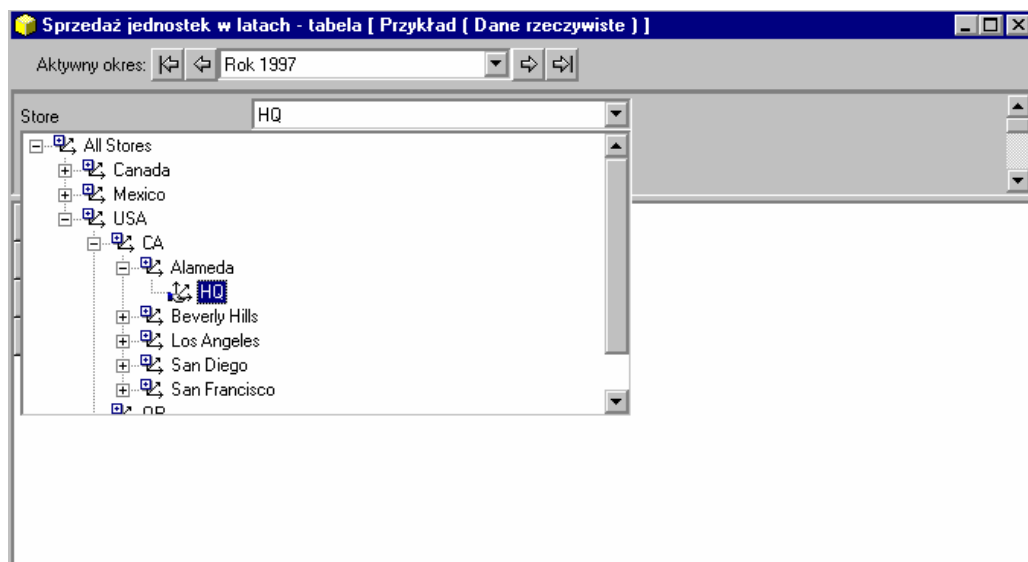 Sprzedaż jednostek w latach - tabela [ Przykład ( Dane rzeczywiste ) ]
Aktywny okres: Rok 1997
Store HQ
All Stores
Canada
Mexico
USA
CA
Alameda
HQ
Beverly Hills
Los Angeles
San Diego
San Francisco